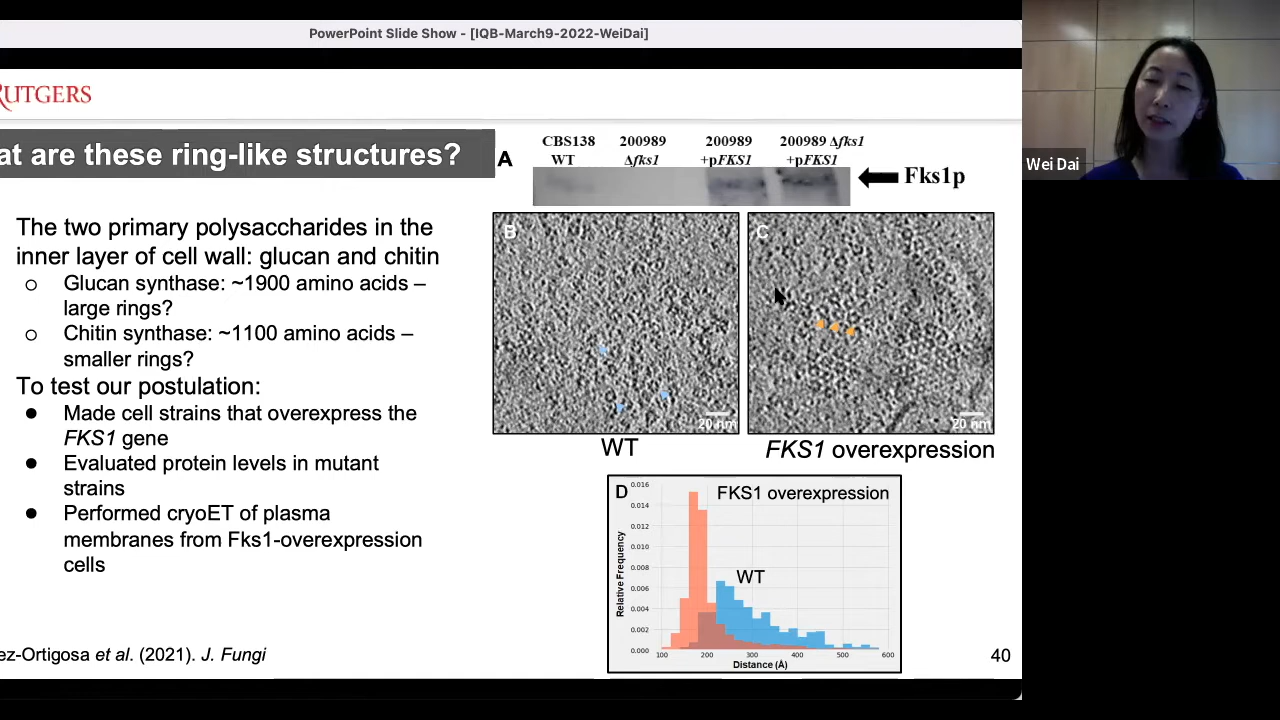 PowerPoint Slide Show - [IQB-March9-2022-WeiDai]
RUTGERS
at are these ring-like structures?
The two primary polysaccharides in the
inner layer of cell wall: glucan and chitin
o Glucan synthase: ~1900 amino acids –
large rings?
o Chitin synthase: ~1100 amino acids –
smaller rings?
To test our postulation:
● Made cell strains that overexpress the
FKS1 gene
● Evaluated protein levels in mutant
strains
● Performed cryoET of plasma
membranes from Fks1-overexpression
cells
ez-Ortigosa et al. (2021). J. Fungi
A
CBS138 200989 200989 200989 Δfks1
WT Δfks1 +pFKS1 +pFKS1
Fks1p
B
20 nm
WT
C
20 nm
FKS1 overexpression
D
FKS1 overexpression
WT
Relative Frequency
0.016
0.014
0.012
0.010
0.008
0.006
0.004
0.002
0.000
100 200 300 400 500 600
Distance (Å)
40
Wei Dai